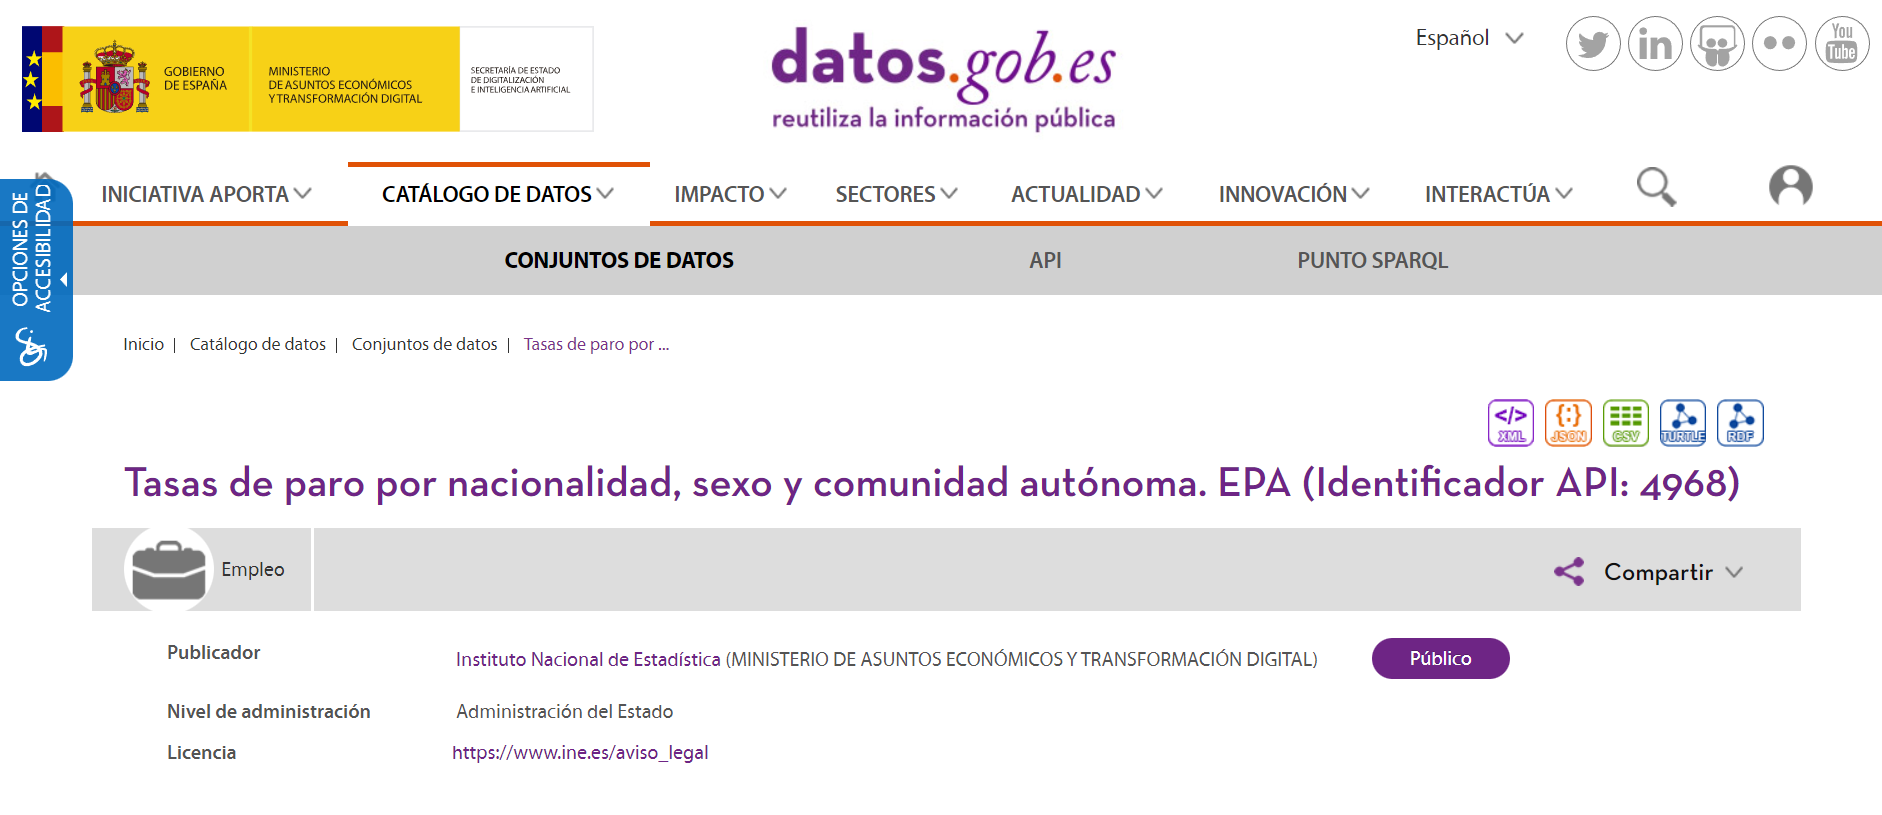 GOBIERNO
DE ESPAÑA
MINISTERIO
DE ASUNTOS ECONÓMICOS
Y TRANSFORMACIÓN DIGITAL
SECRETARÍA DE ESTADO
DE DIGITALIZACIÓN
E INTELIGENCIA ARTIFICIAL
datos.gob.es
reutiliza la información pública
Español
in
You
Tube
OPCIONES DE
ACCESIBILIDAD
INICIATIVA APORTA
CATÁLOGO DE DATOS
IMPACTO
SECTORES
ACTUALIDAD
INNOVACIÓN
INTERACTÚA
CONJUNTOS DE DATOS
API
PUNTO SPARQL
Inicio | Catálogo de datos | Conjuntos de datos | Tasas de paro por ...
</> XML
{:} JSON
CSV
TURTLE
RDF
Tasas de paro por nacionalidad, sexo y comunidad autónoma. EPA (Identificador API: 4968)
Empleo
Compartir
Publicador
Instituto Nacional de Estadística (MINISTERIO DE ASUNTOS ECONÓMICOS Y TRANSFORMACIÓN DIGITAL)
Público
Nivel de administración
Administración del Estado
Licencia
https://www.ine.es/aviso_legal